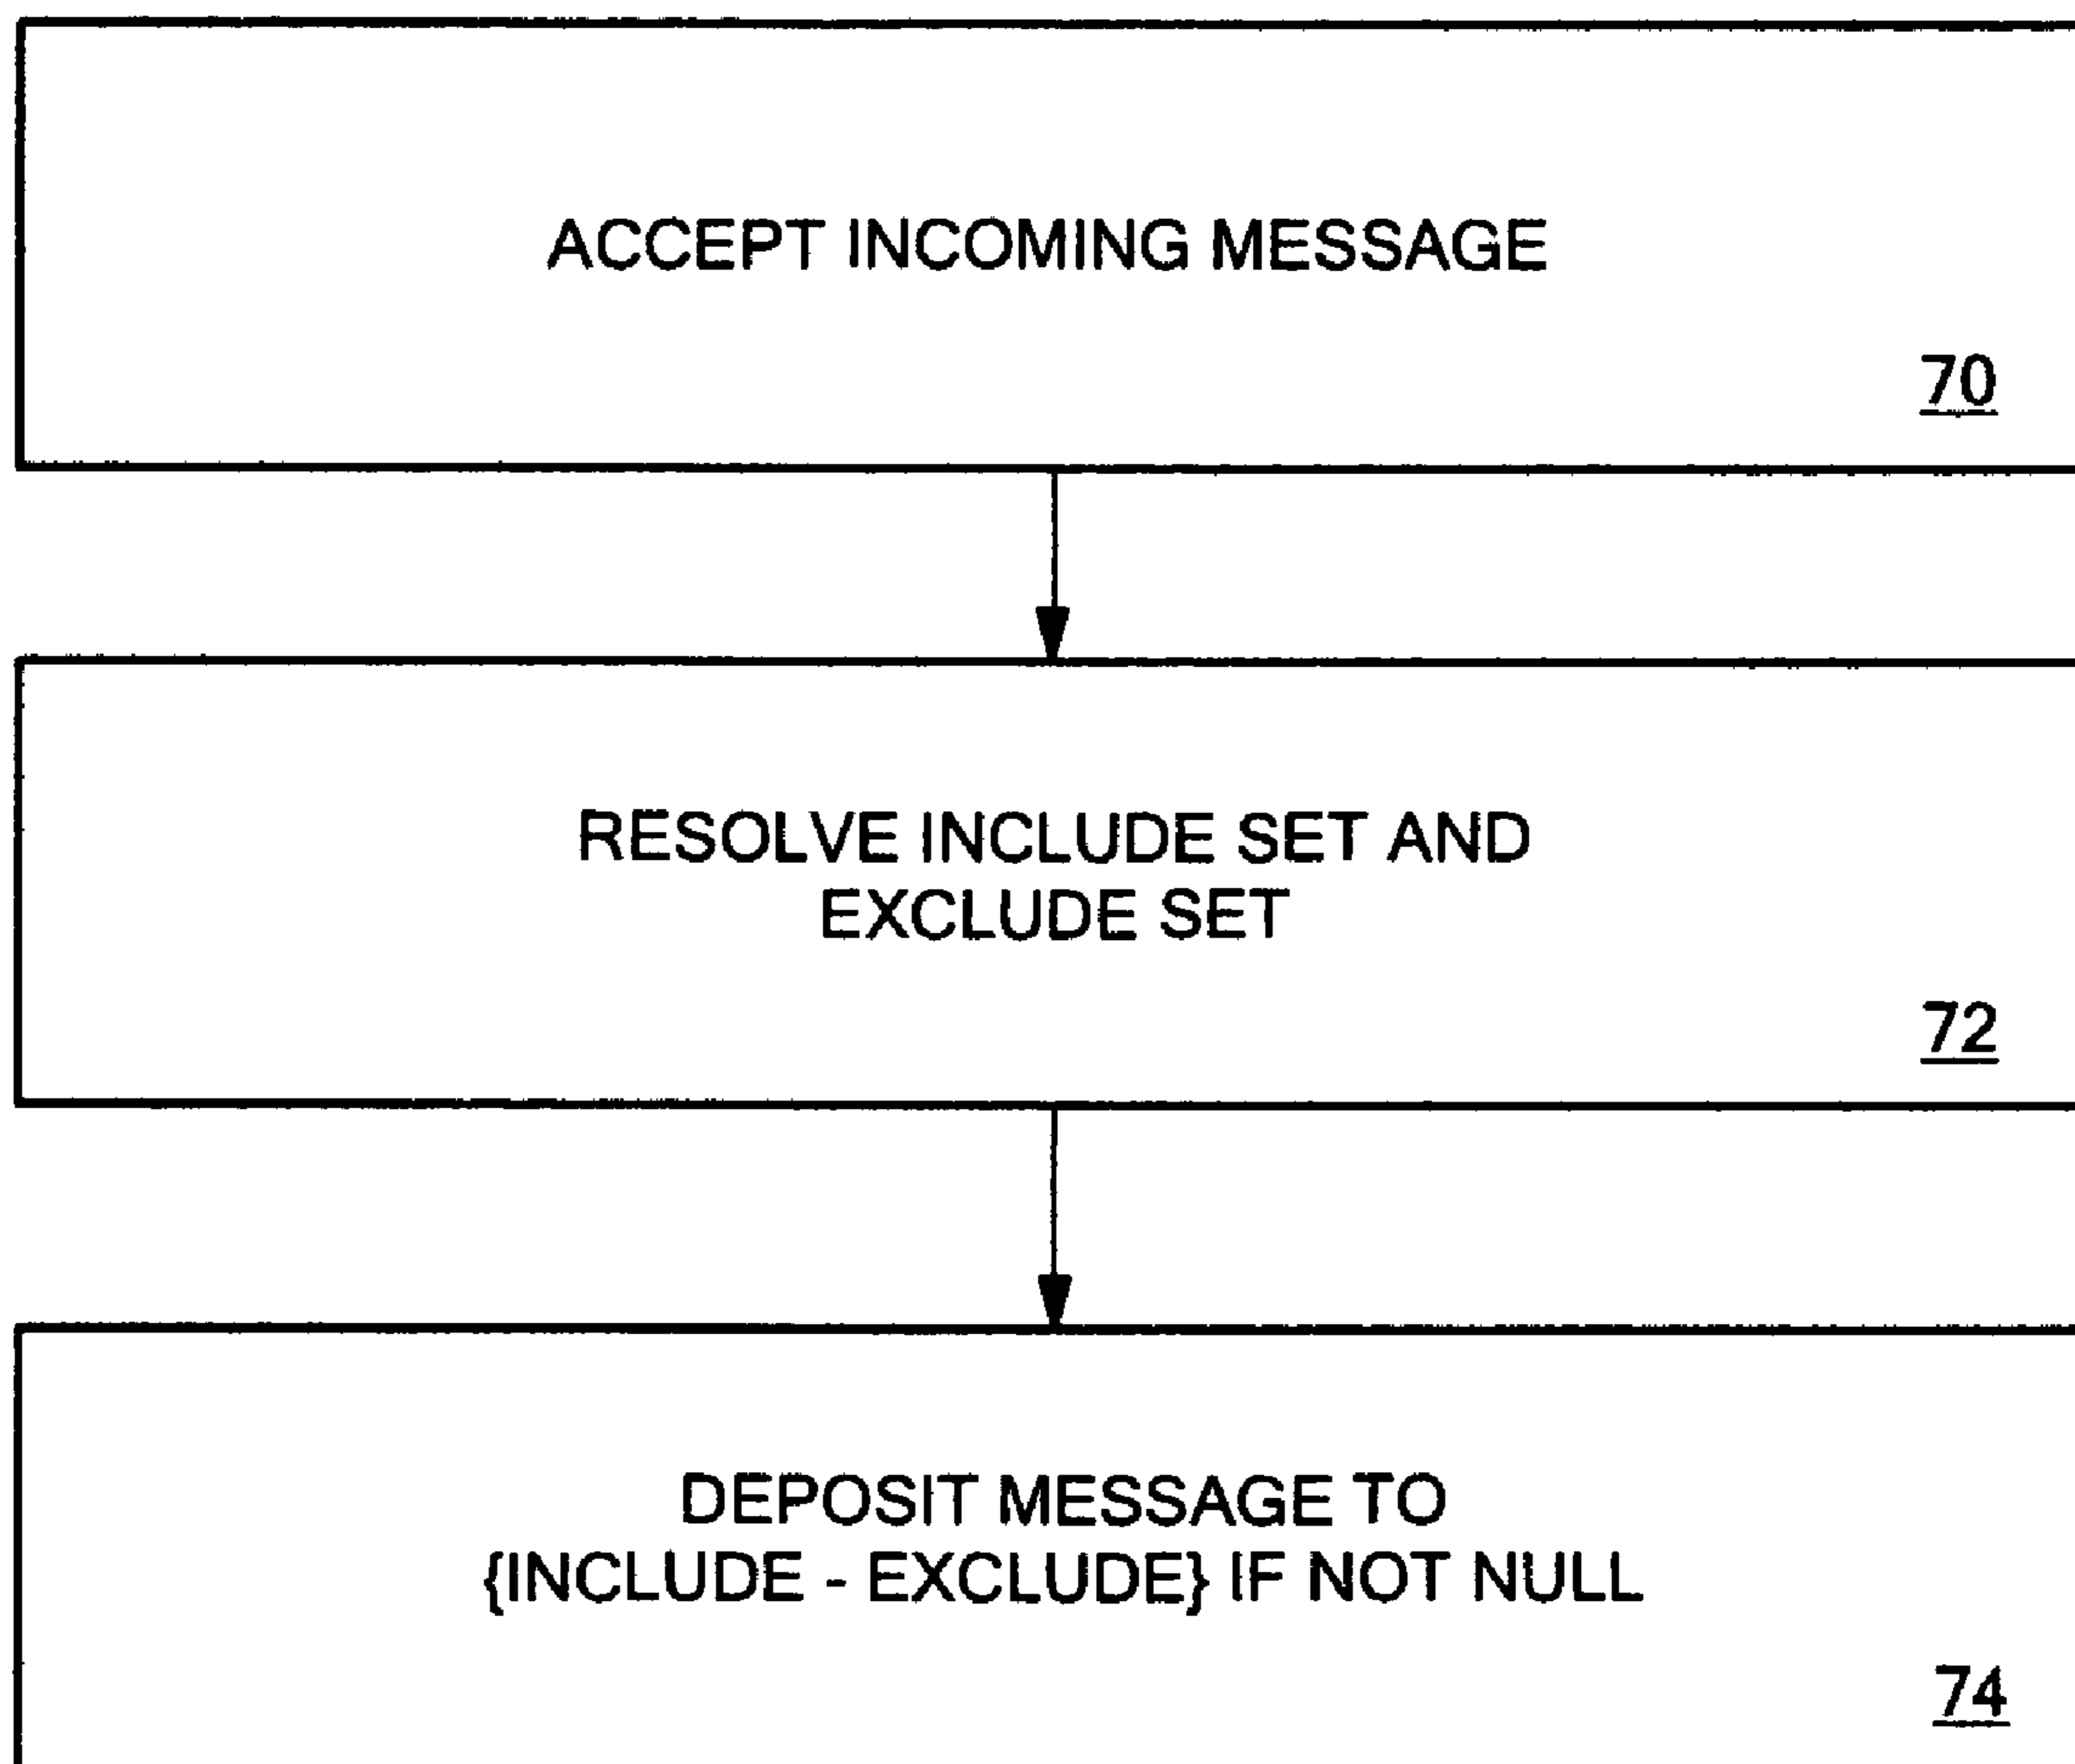 ACCEPT INCOMING MESSAGE
70
RESOLVE INCLUDE SET AND
EXCLUDE SET
72
DEPOSIT MESSAGE TO
{INCLUDE - EXCLUDE} IF NOT NULL
74